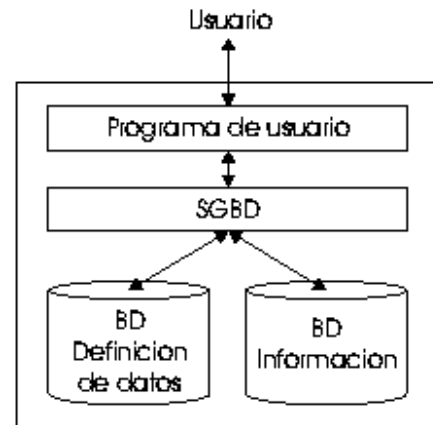 Usuario
Programa de usuario
SGBD
BD
Definicion
de datos
BD
Informacion